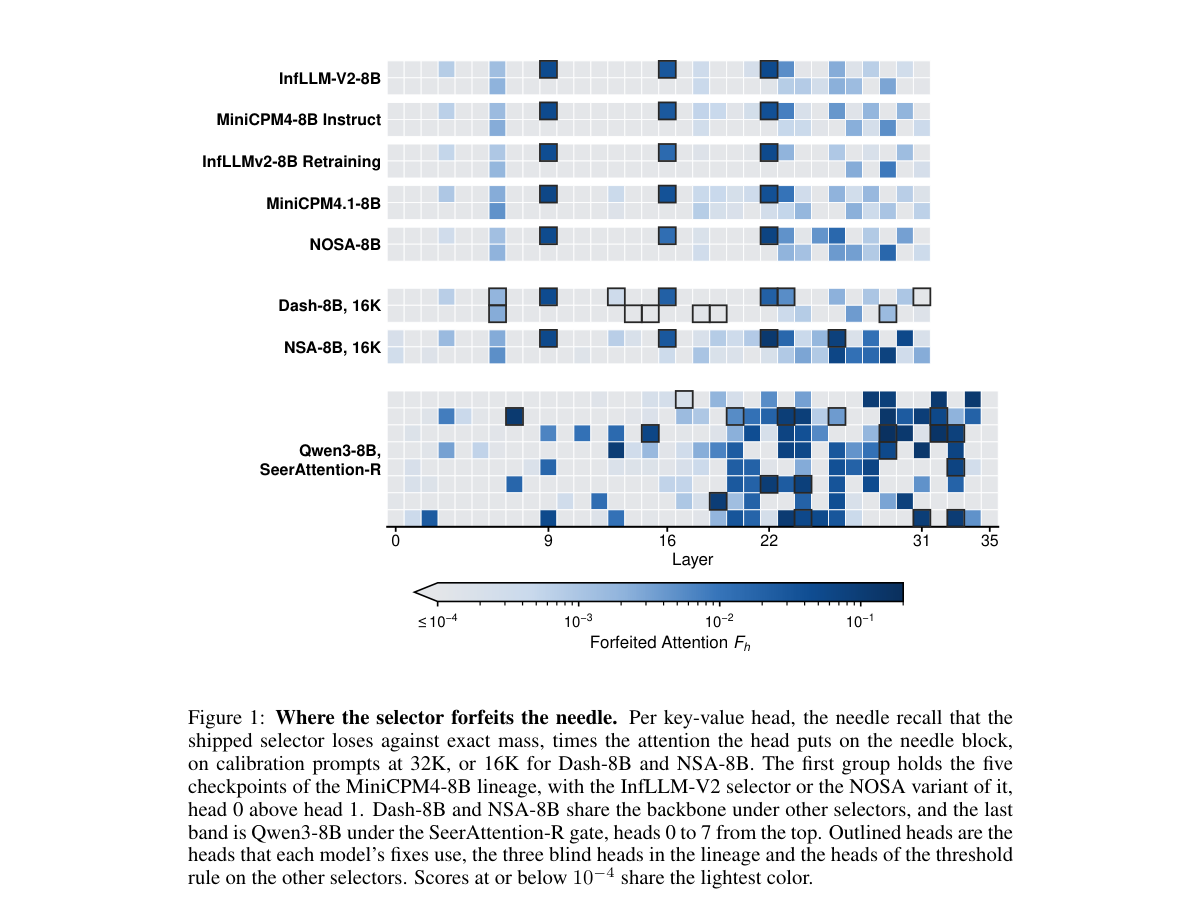 InfLLM-V2-8B
MiniCPM4-8B Instruct
InfLLMv2-8B Retraining
MiniCPM4.1-8B
NOSA-8B
Dash-8B, 16K
NSA-8B, 16K
Qwen3-8B,
SeerAttention-R
0 9 16 22 31 35
Layer
≤ 10⁻⁴ 10⁻³ 10⁻² 10⁻¹
Forfeited Attention Fₕ
Figure 1: Where the selector forfeits the needle. Per key-value head, the needle recall that the
shipped selector loses against exact mass, times the attention the head puts on the needle block,
on calibration prompts at 32K, or 16K for Dash-8B and NSA-8B. The first group holds the five
checkpoints of the MiniCPM4-8B lineage, with the InfLLM-V2 selector or the NOSA variant of it,
head 0 above head 1. Dash-8B and NSA-8B share the backbone under other selectors, and the last
band is Qwen3-8B under the SeerAttention-R gate, heads 0 to 7 from the top. Outlined heads are the
heads that each model's fixes use, the three blind heads in the lineage and the heads of the threshold
rule on the other selectors. Scores at or below 10⁻⁴ share the lightest color.